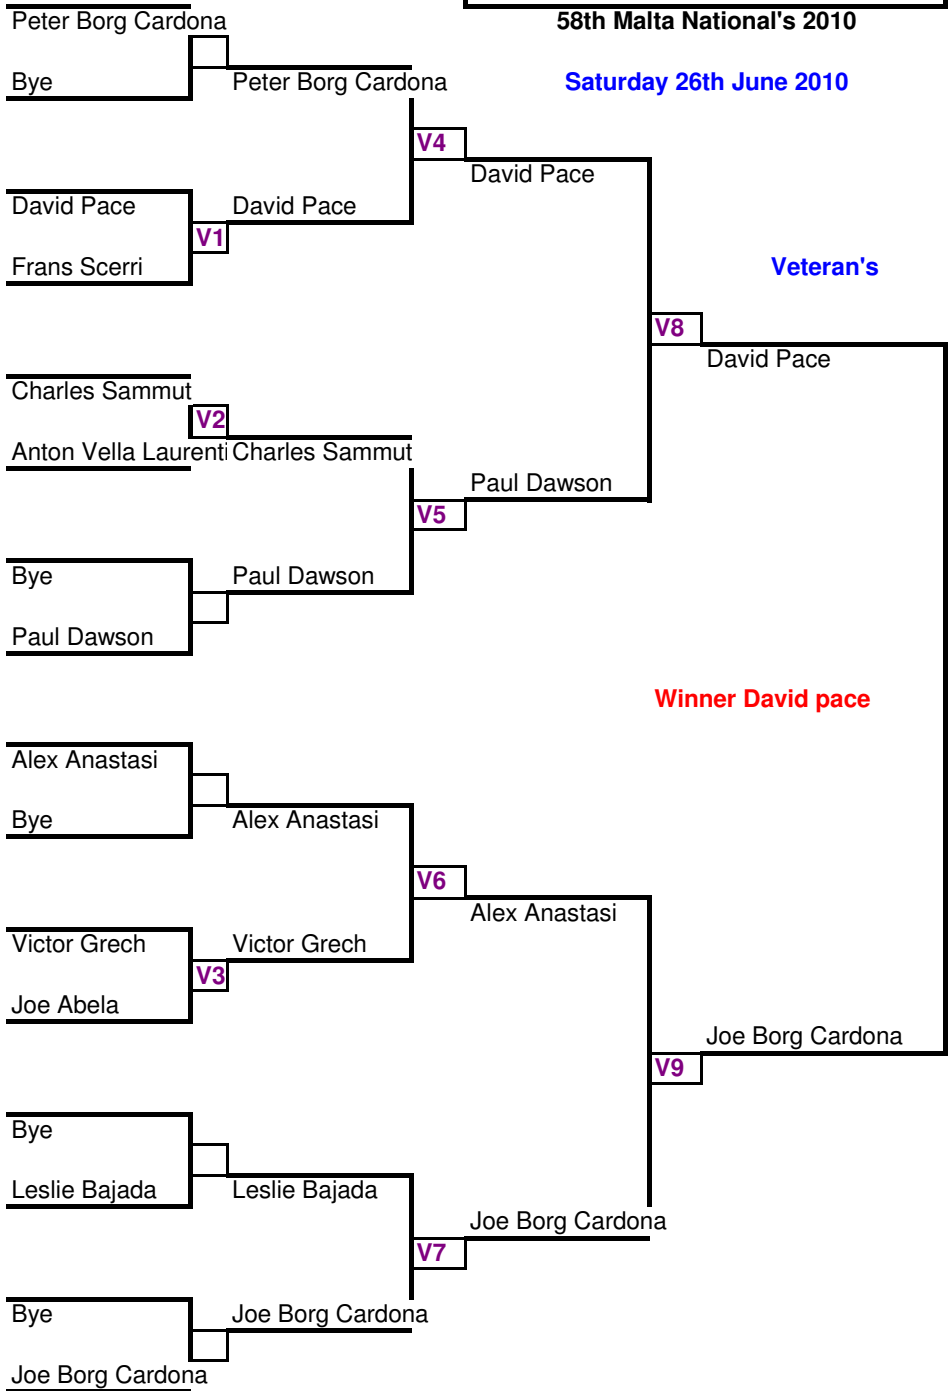 Peter Borg Cardona
58th Malta National's 2010
Bye
Peter Borg Cardona
Saturday 26th June 2010
V4
David Pace
David Pace
David Pace
V1
Frans Scerri
Veteran's
V8
David Pace
Charles Sammut
V2
Anton Vella Laurenti
Charles Sammut
Paul Dawson
V5
Bye
Paul Dawson
Paul Dawson
Winner David pace
Alex Anastasi
Bye
Alex Anastasi
V6
Alex Anastasi
Victor Grech
Victor Grech
V3
Joe Abela
Joe Borg Cardona
V9
Bye
Leslie Bajada
Leslie Bajada
Joe Borg Cardona
V7
Bye
Joe Borg Cardona
Joe Borg Cardona